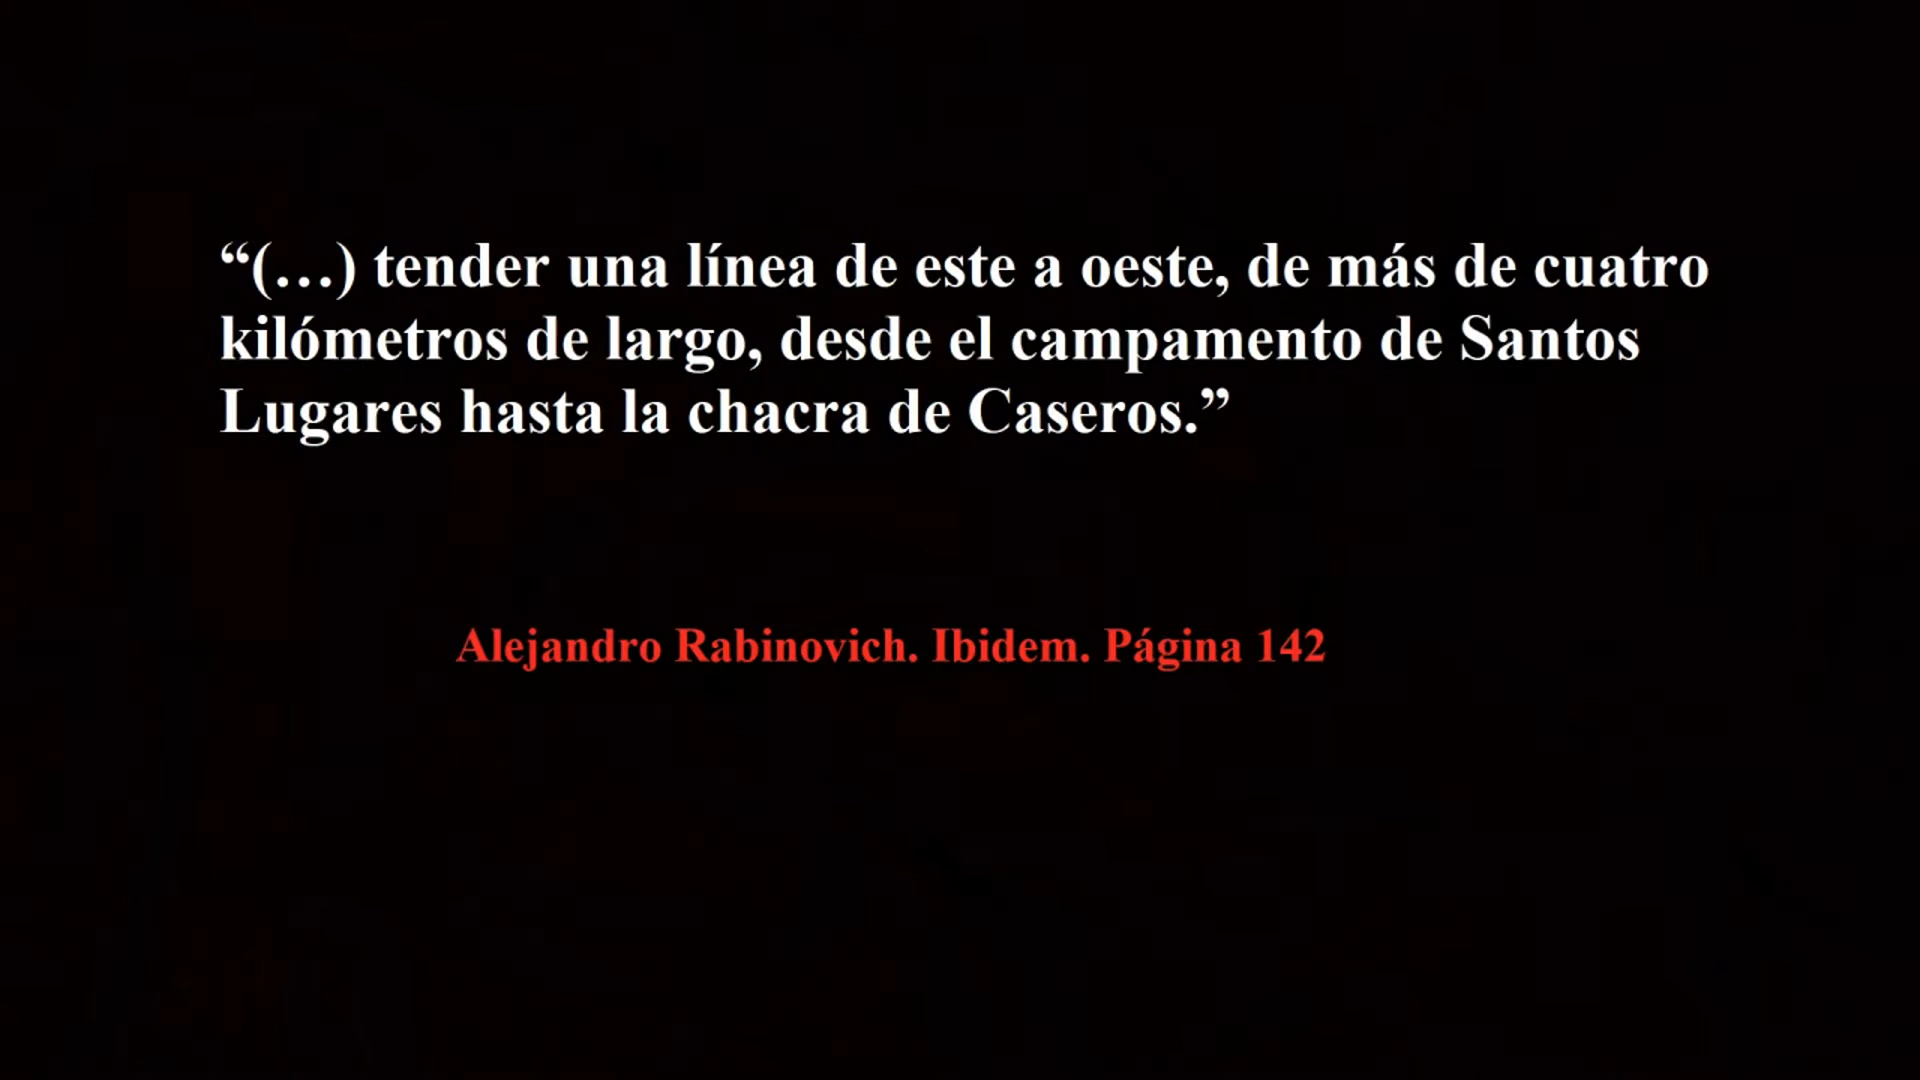 “(…) tender una línea de este a oeste, de más de cuatro
kilómetros de largo, desde el campamento de Santos
Lugares hasta la chacra de Caseros.”
Alejandro Rabinovich. Ibidem. Página 142